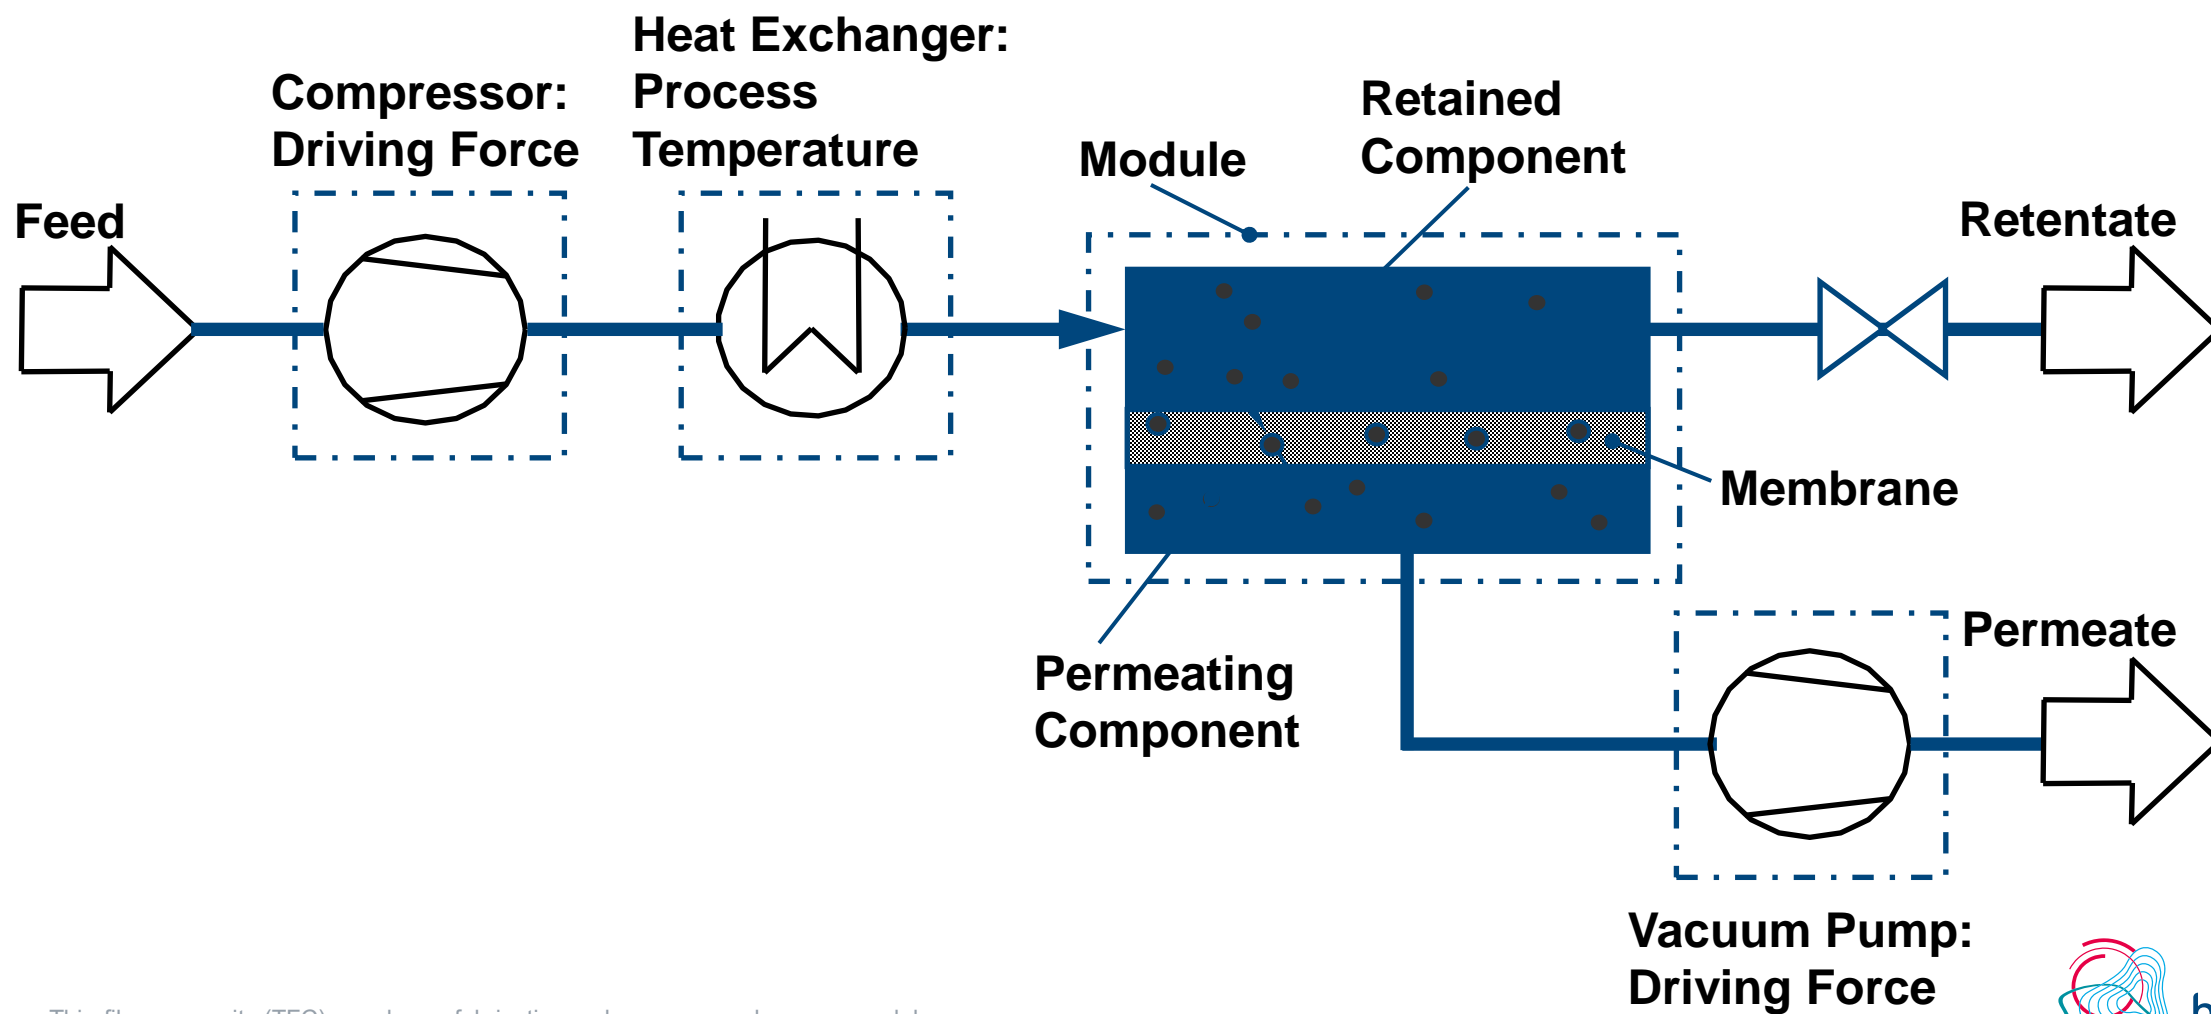 Heat Exchanger:
Process
Temperature
Compressor:
Driving Force
Retained
Component
Module
Feed
Retentate
Membrane
Permeate
Permeating
Component
Vacuum Pump:
Driving Force